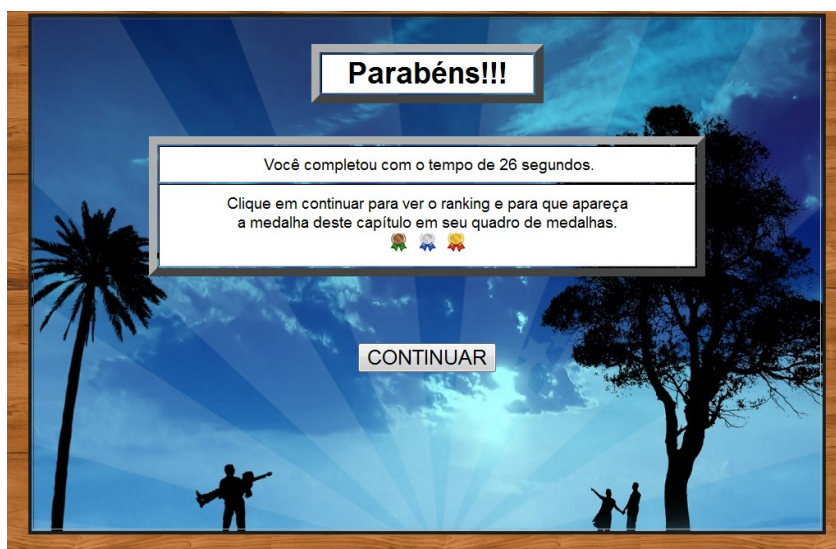 Parabéns!!!
Você completou com o tempo de 26 segundos.
Clique em continuar para ver o ranking e para que apareça
a medalha deste capítulo em seu quadro de medalhas.
CONTINUAR